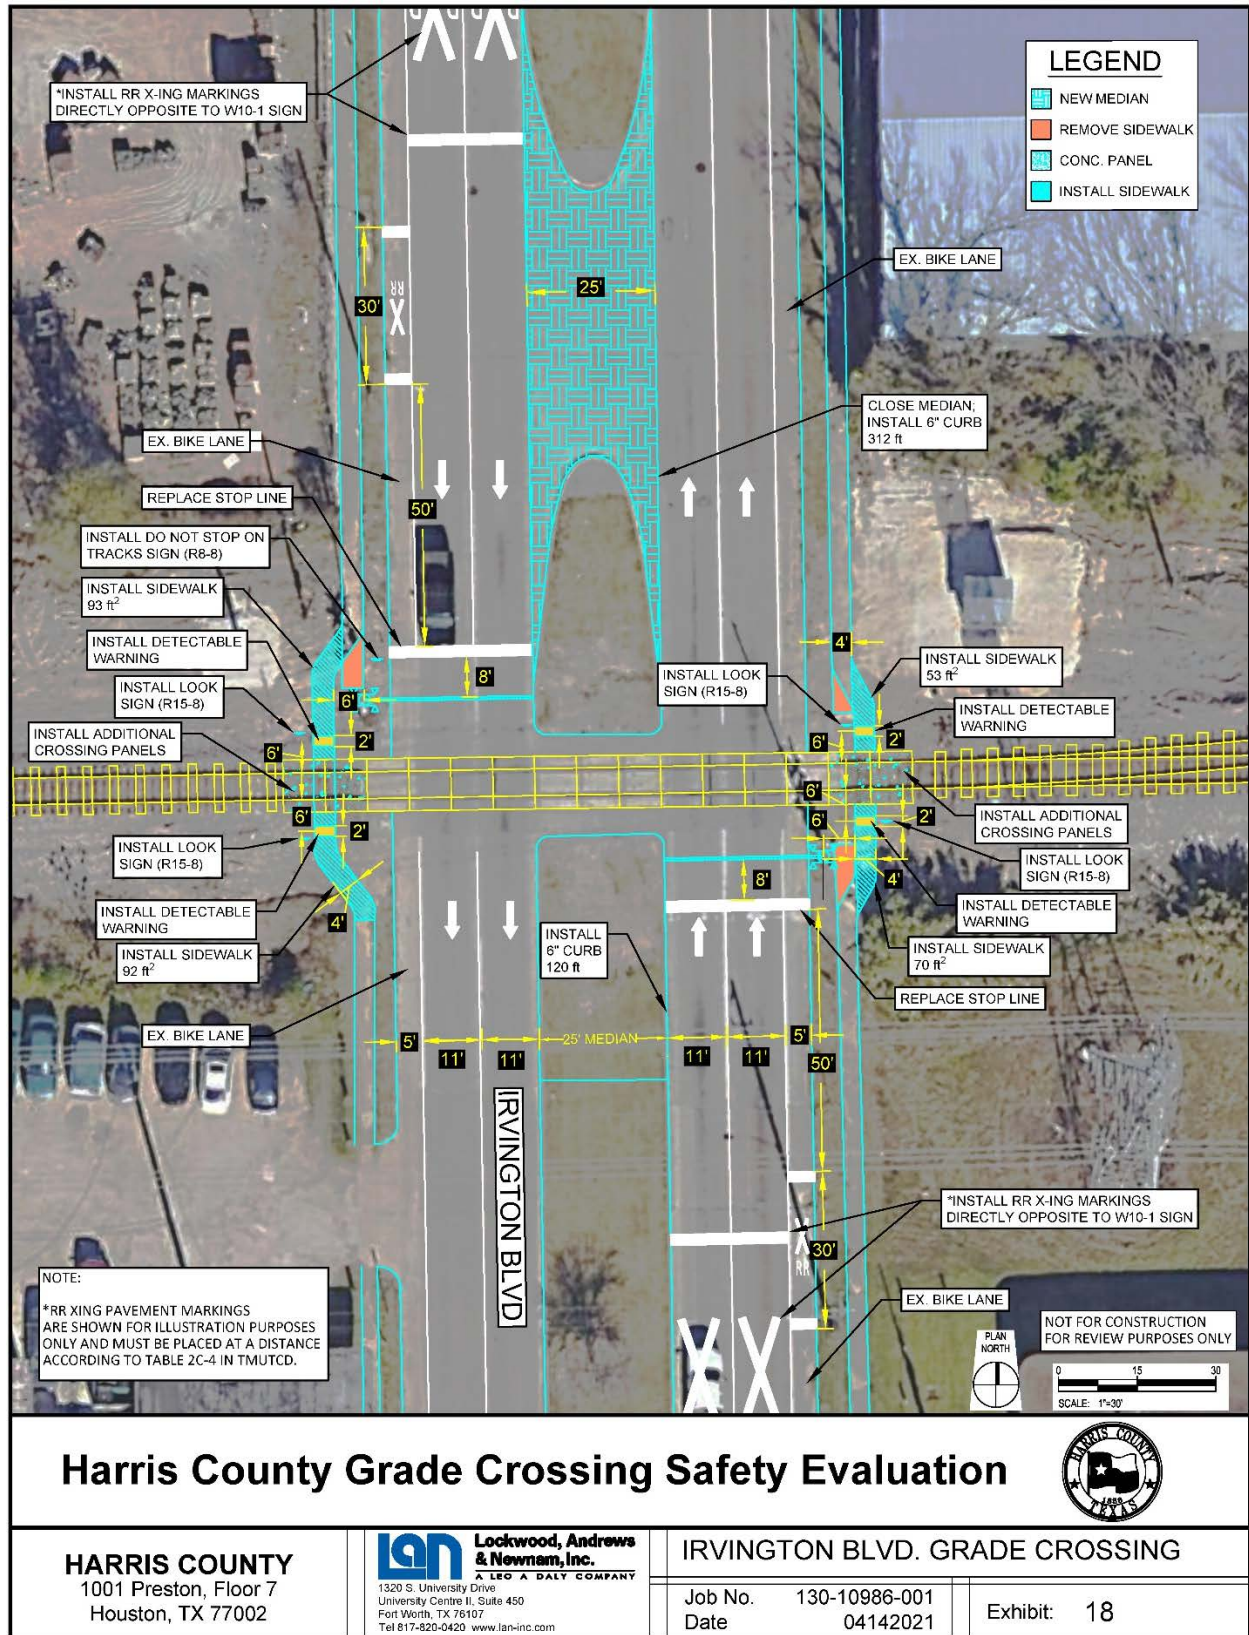 LEGEND
NEW MEDIAN
REMOVE SIDEWALK
CONC. PANEL
INSTALL SIDEWALK
*INSTALL RR X-ING MARKINGS
DIRECTLY OPPOSITE TO W10-1 SIGN
EX. BIKE LANE
25'
30'
RR
CLOSE MEDIAN;
INSTALL 6" CURB
312 ft
EX. BIKE LANE
50'
REPLACE STOP LINE
INSTALL DO NOT STOP ON
TRACKS SIGN (R8-8)
INSTALL SIDEWALK
93 ft²
INSTALL DETECTABLE
WARNING
INSTALL LOOK
SIGN (R15-8)
INSTALL ADDITIONAL
CROSSING PANELS
6'
8'
6'
2'
6'
2'
INSTALL LOOK
SIGN (R15-8)
INSTALL DETECTABLE
WARNING
4'
INSTALL SIDEWALK
92 ft²
EX. BIKE LANE
4'
INSTALL LOOK
SIGN (R15-8)
INSTALL SIDEWALK
53 ft²
INSTALL DETECTABLE
WARNING
6'
2'
6'
2'
6'
INSTALL ADDITIONAL
CROSSING PANELS
INSTALL LOOK
SIGN (R15-8)
8'
4'
INSTALL DETECTABLE
WARNING
INSTALL
6" CURB
120 ft
INSTALL SIDEWALK
70 ft²
REPLACE STOP LINE
5'
11'
11'
25' MEDIAN
11'
11'
5'
50'
IRVINGTON BLVD
*INSTALL RR X-ING MARKINGS
DIRECTLY OPPOSITE TO W10-1 SIGN
30'
RR
EX. BIKE LANE
NOTE:
*RR XING PAVEMENT MARKINGS
ARE SHOWN FOR ILLUSTRATION PURPOSES
ONLY AND MUST BE PLACED AT A DISTANCE
ACCORDING TO TABLE 2C-4 IN TMUTCD.
NOT FOR CONSTRUCTION
FOR REVIEW PURPOSES ONLY
PLAN
NORTH
0 15 30
SCALE: 1"=30'
Harris County Grade Crossing Safety Evaluation
HARRIS COUNTY
1836
TEXAS
HARRIS COUNTY
1001 Preston, Floor 7
Houston, TX 77002
Lan
Lockwood, Andrews
& Newnam, Inc.
A LEO A DALY COMPANY
1320 S. University Drive
University Centre II, Suite 450
Fort Worth, TX 76107
Tel 817-820-0420 www.lan-inc.com
IRVINGTON BLVD. GRADE CROSSING
Job No. 130-10986-001
Date 04142021
Exhibit: 18